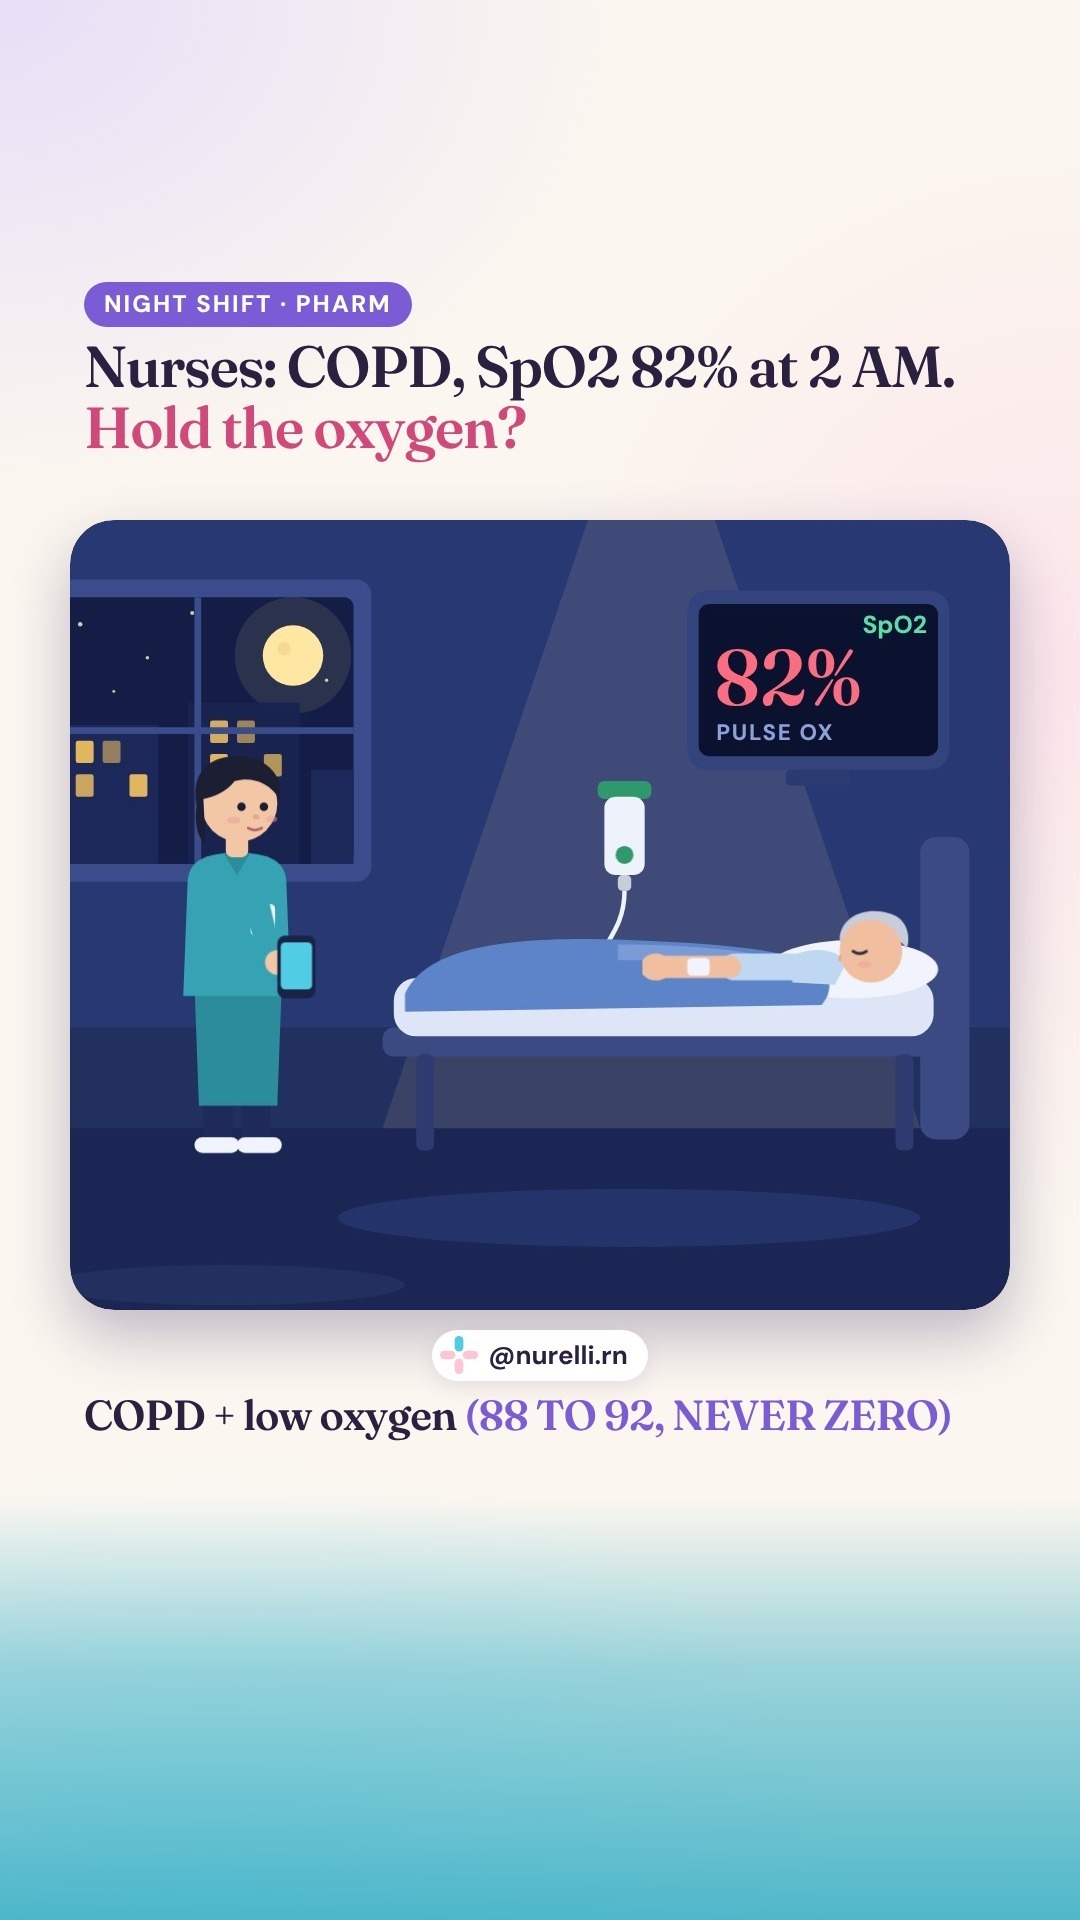 NIGHT SHIFT · PHARM
Nurses: COPD, SpO2 82% at 2 AM.
Hold the oxygen?
SpO2
82%
PULSE OX
@nurelli.rn
COPD + low oxygen (88 TO 92, NEVER ZERO)